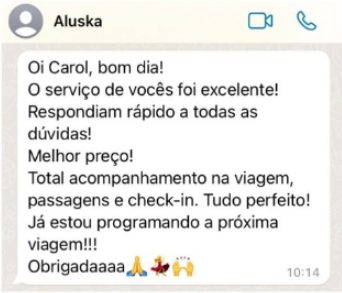 Aluska
Oi Carol, bom dia!
O serviço de vocês foi excelente!
Respondiam rápido a todas as
dúvidas!
Melhor preço!
Total acompanhamento na viagem,
passagens e check-in. Tudo perfeito!
Já estou programando a próxima
viagem!!!
Obrigadaaaa🙏💃🙌
10:14